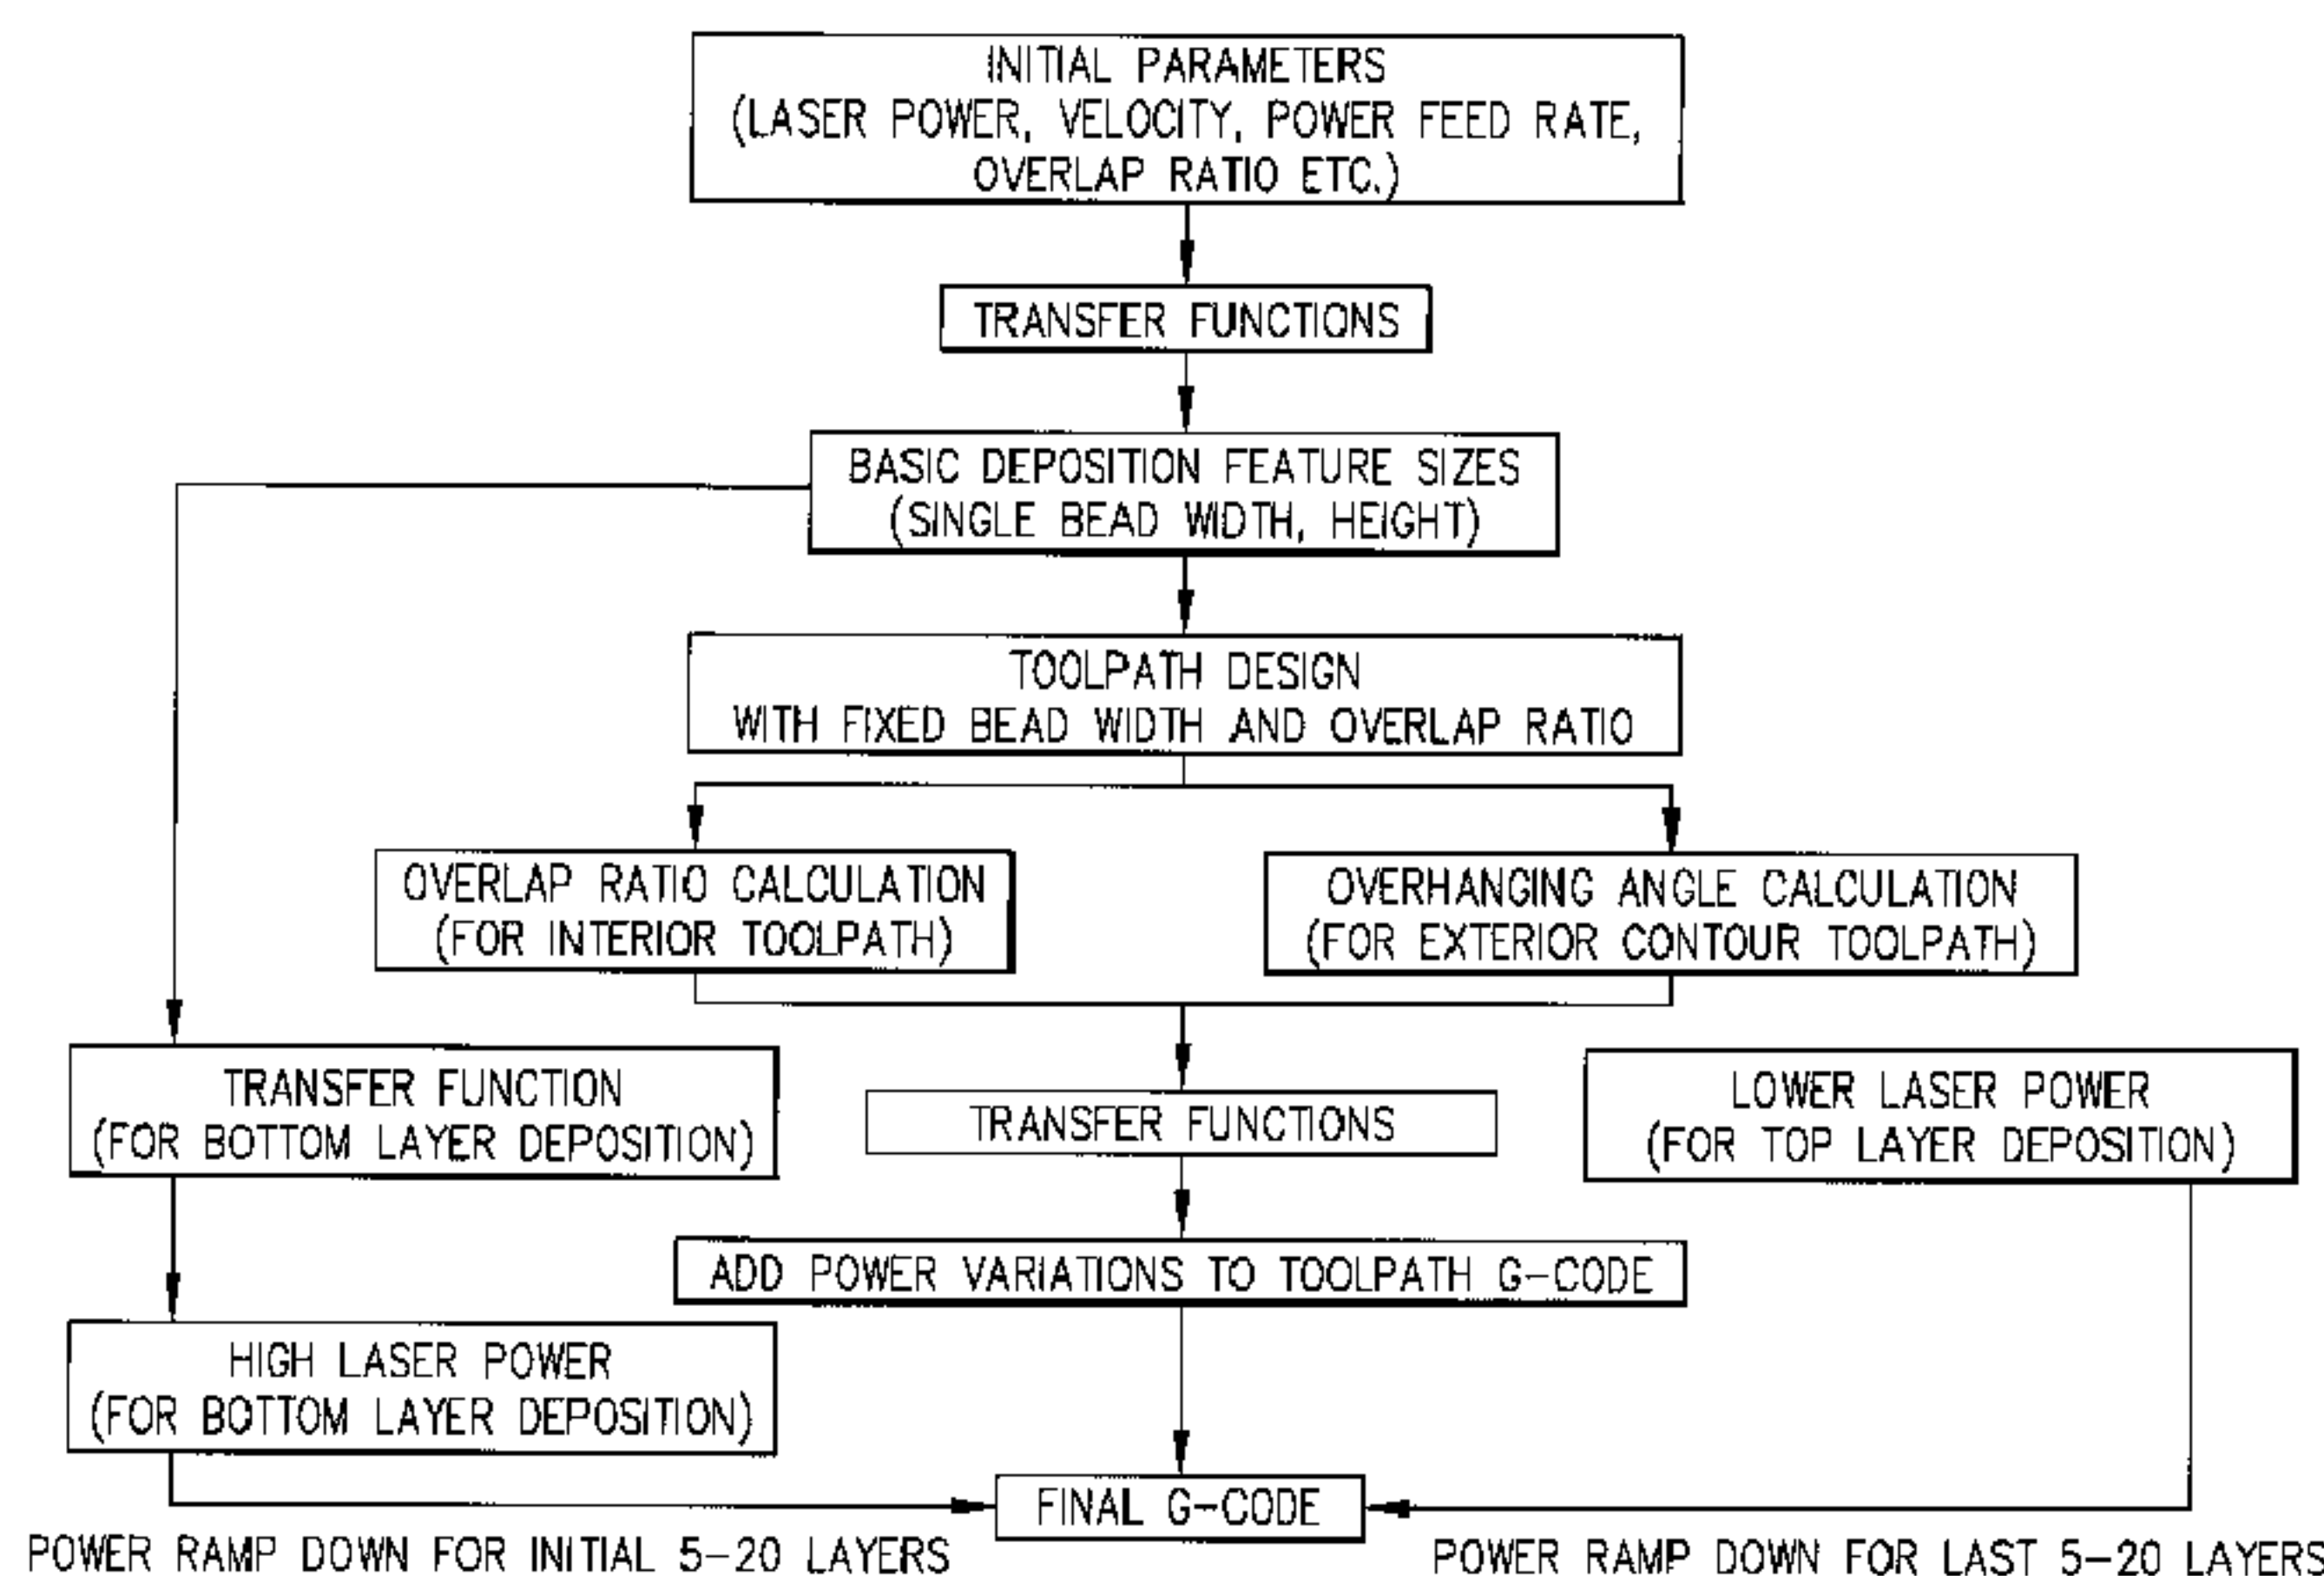 INITIAL PARAMETERS
(LASER POWER, VELOCITY, POWER FEED RATE,
OVERLAP RATIO ETC.)
TRANSFER FUNCTIONS
BASIC DEPOSITION FEATURE SIZES
(SINGLE BEAD WIDTH, HEIGHT)
TOOLPATH DESIGN
WITH FIXED BEAD WIDTH AND OVERLAP RATIO
OVERLAP RATIO CALCULATION
(FOR INTERIOR TOOLPATH)
OVERHANGING ANGLE CALCULATION
(FOR EXTERIOR CONTOUR TOOLPATH)
TRANSFER FUNCTION
(FOR BOTTOM LAYER DEPOSITION)
TRANSFER FUNCTIONS
LOWER LASER POWER
(FOR TOP LAYER DEPOSITION)
ADD POWER VARIATIONS TO TOOLPATH G-CODE
HIGH LASER POWER
(FOR BOTTOM LAYER DEPOSITION)
FINAL G-CODE
POWER RAMP DOWN FOR INITIAL 5-20 LAYERS
POWER RAMP DOWN FOR LAST 5-20 LAYERS